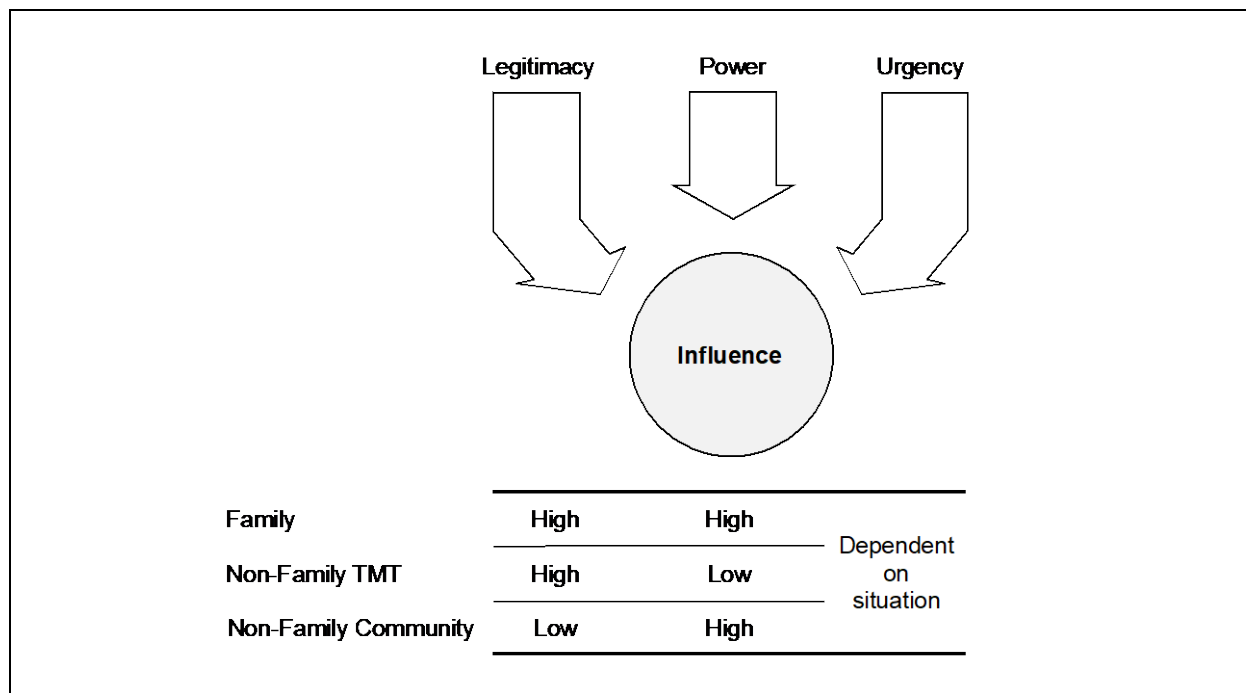 Legitimacy Power Urgency
Influence
Family High High
Dependent
on
situation
Non-Family TMT High Low
Non-Family Community Low High